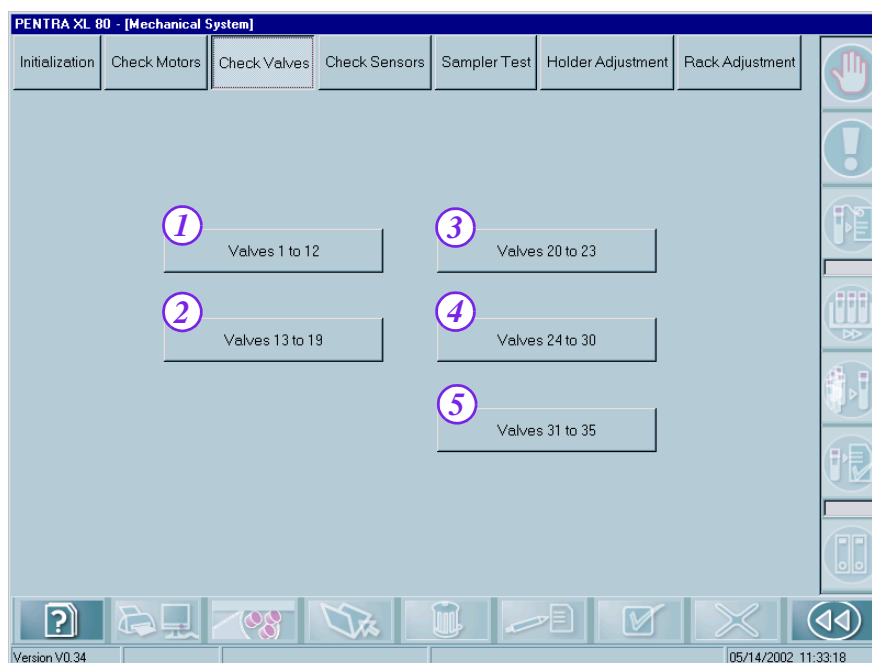 PENTRA XL 80 - [Mechanical System]
Initialization Check Motors Check Valves Check Sensors Sampler Test Holder Adjustment Rack Adjustment
1 3
Valves 1 to 12 Valves 20 to 23
2 4
Valves 13 to 19 Valves 24 to 30
5
Valves 31 to 35
Version V0.34 05/14/2002 11:33:18